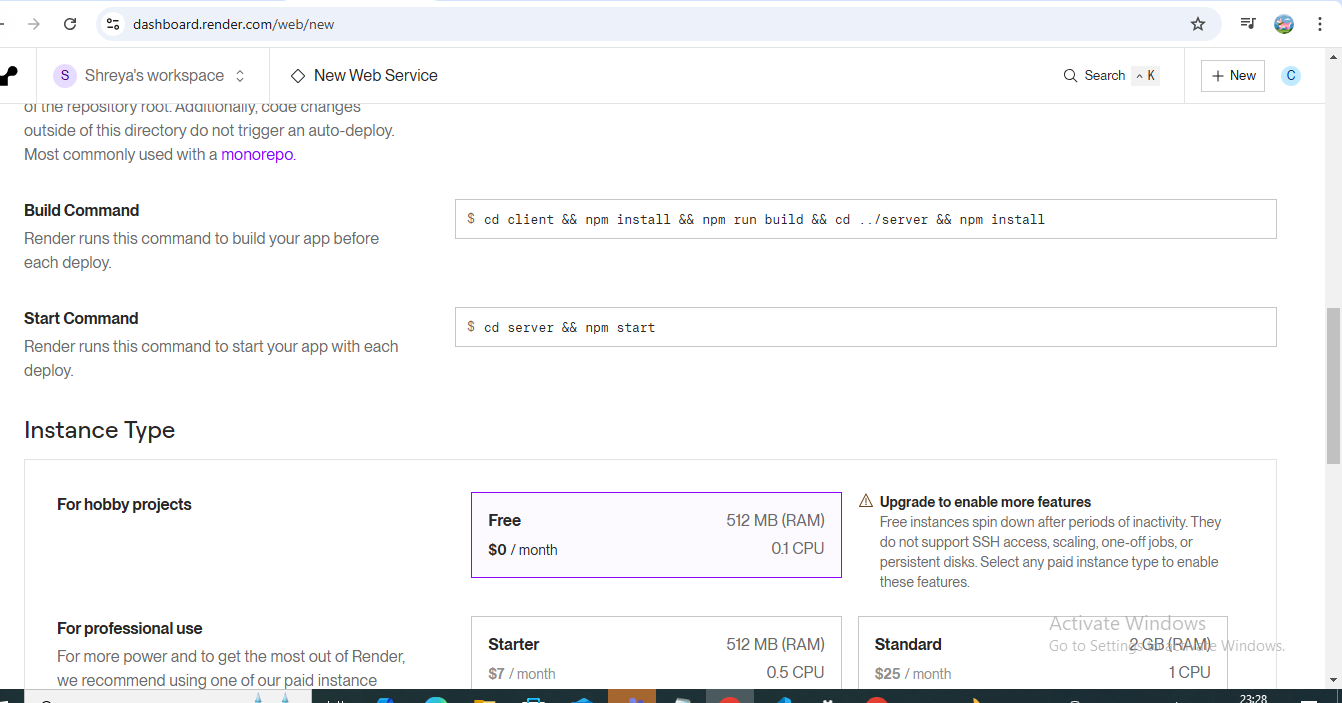 dashboard.render.com/web/new
S Shreya's workspace
New Web Service
Search ^ K
+ New
C
of the repository root. Additionally, code changes
outside of this directory do not trigger an auto-deploy.
Most commonly used with a monorepo.
Build Command
Render runs this command to build your app before
each deploy.
$ cd client && npm install && npm run build && cd ../server && npm install
Start Command
Render runs this command to start your app with each
deploy.
$ cd server && npm start
Instance Type
For hobby projects
Free 512 MB (RAM)
$0 / month 0.1 CPU
Upgrade to enable more features
Free instances spin down after periods of inactivity. They
do not support SSH access, scaling, one-off jobs, or
persistent disks. Select any paid instance type to enable
these features.
For professional use
For more power and to get the most out of Render,
we recommend using one of our paid instance
Starter 512 MB (RAM)
$7 / month 0.5 CPU
Standard 2 GB (RAM)
$25 / month 1 CPU
Activate Windows
Go to Settings to activate Windows.
23:28